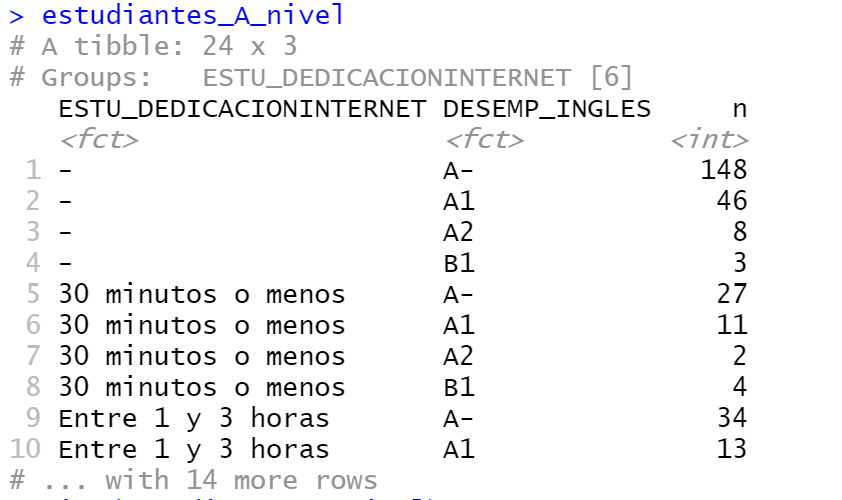 > estudiantes_A_nivel
# A tibble: 24 x 3
# Groups:   ESTU_DEDICACIONINTERNET [6]
   ESTU_DEDICACIONINTERNET DESEMP_INGLES     n
   <fct>                   <fct>         <int>
 1 -                       A-              148
 2 -                       A1               46
 3 -                       A2                8
 4 -                       B1                3
 5 30 minutos o menos      A-               27
 6 30 minutos o menos      A1               11
 7 30 minutos o menos      A2                2
 8 30 minutos o menos      B1                4
 9 Entre 1 y 3 horas       A-               34
10 Entre 1 y 3 horas       A1               13
# ... with 14 more rows